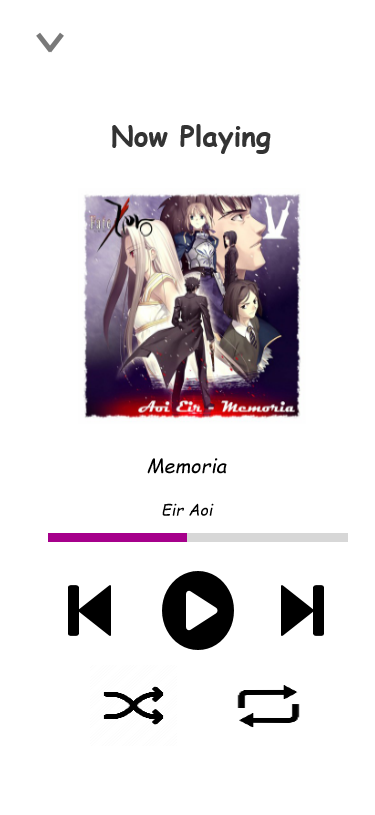 Now Playing
Fate Zero
Aoi Eir - Memoria
Memoria
Eir Aoi